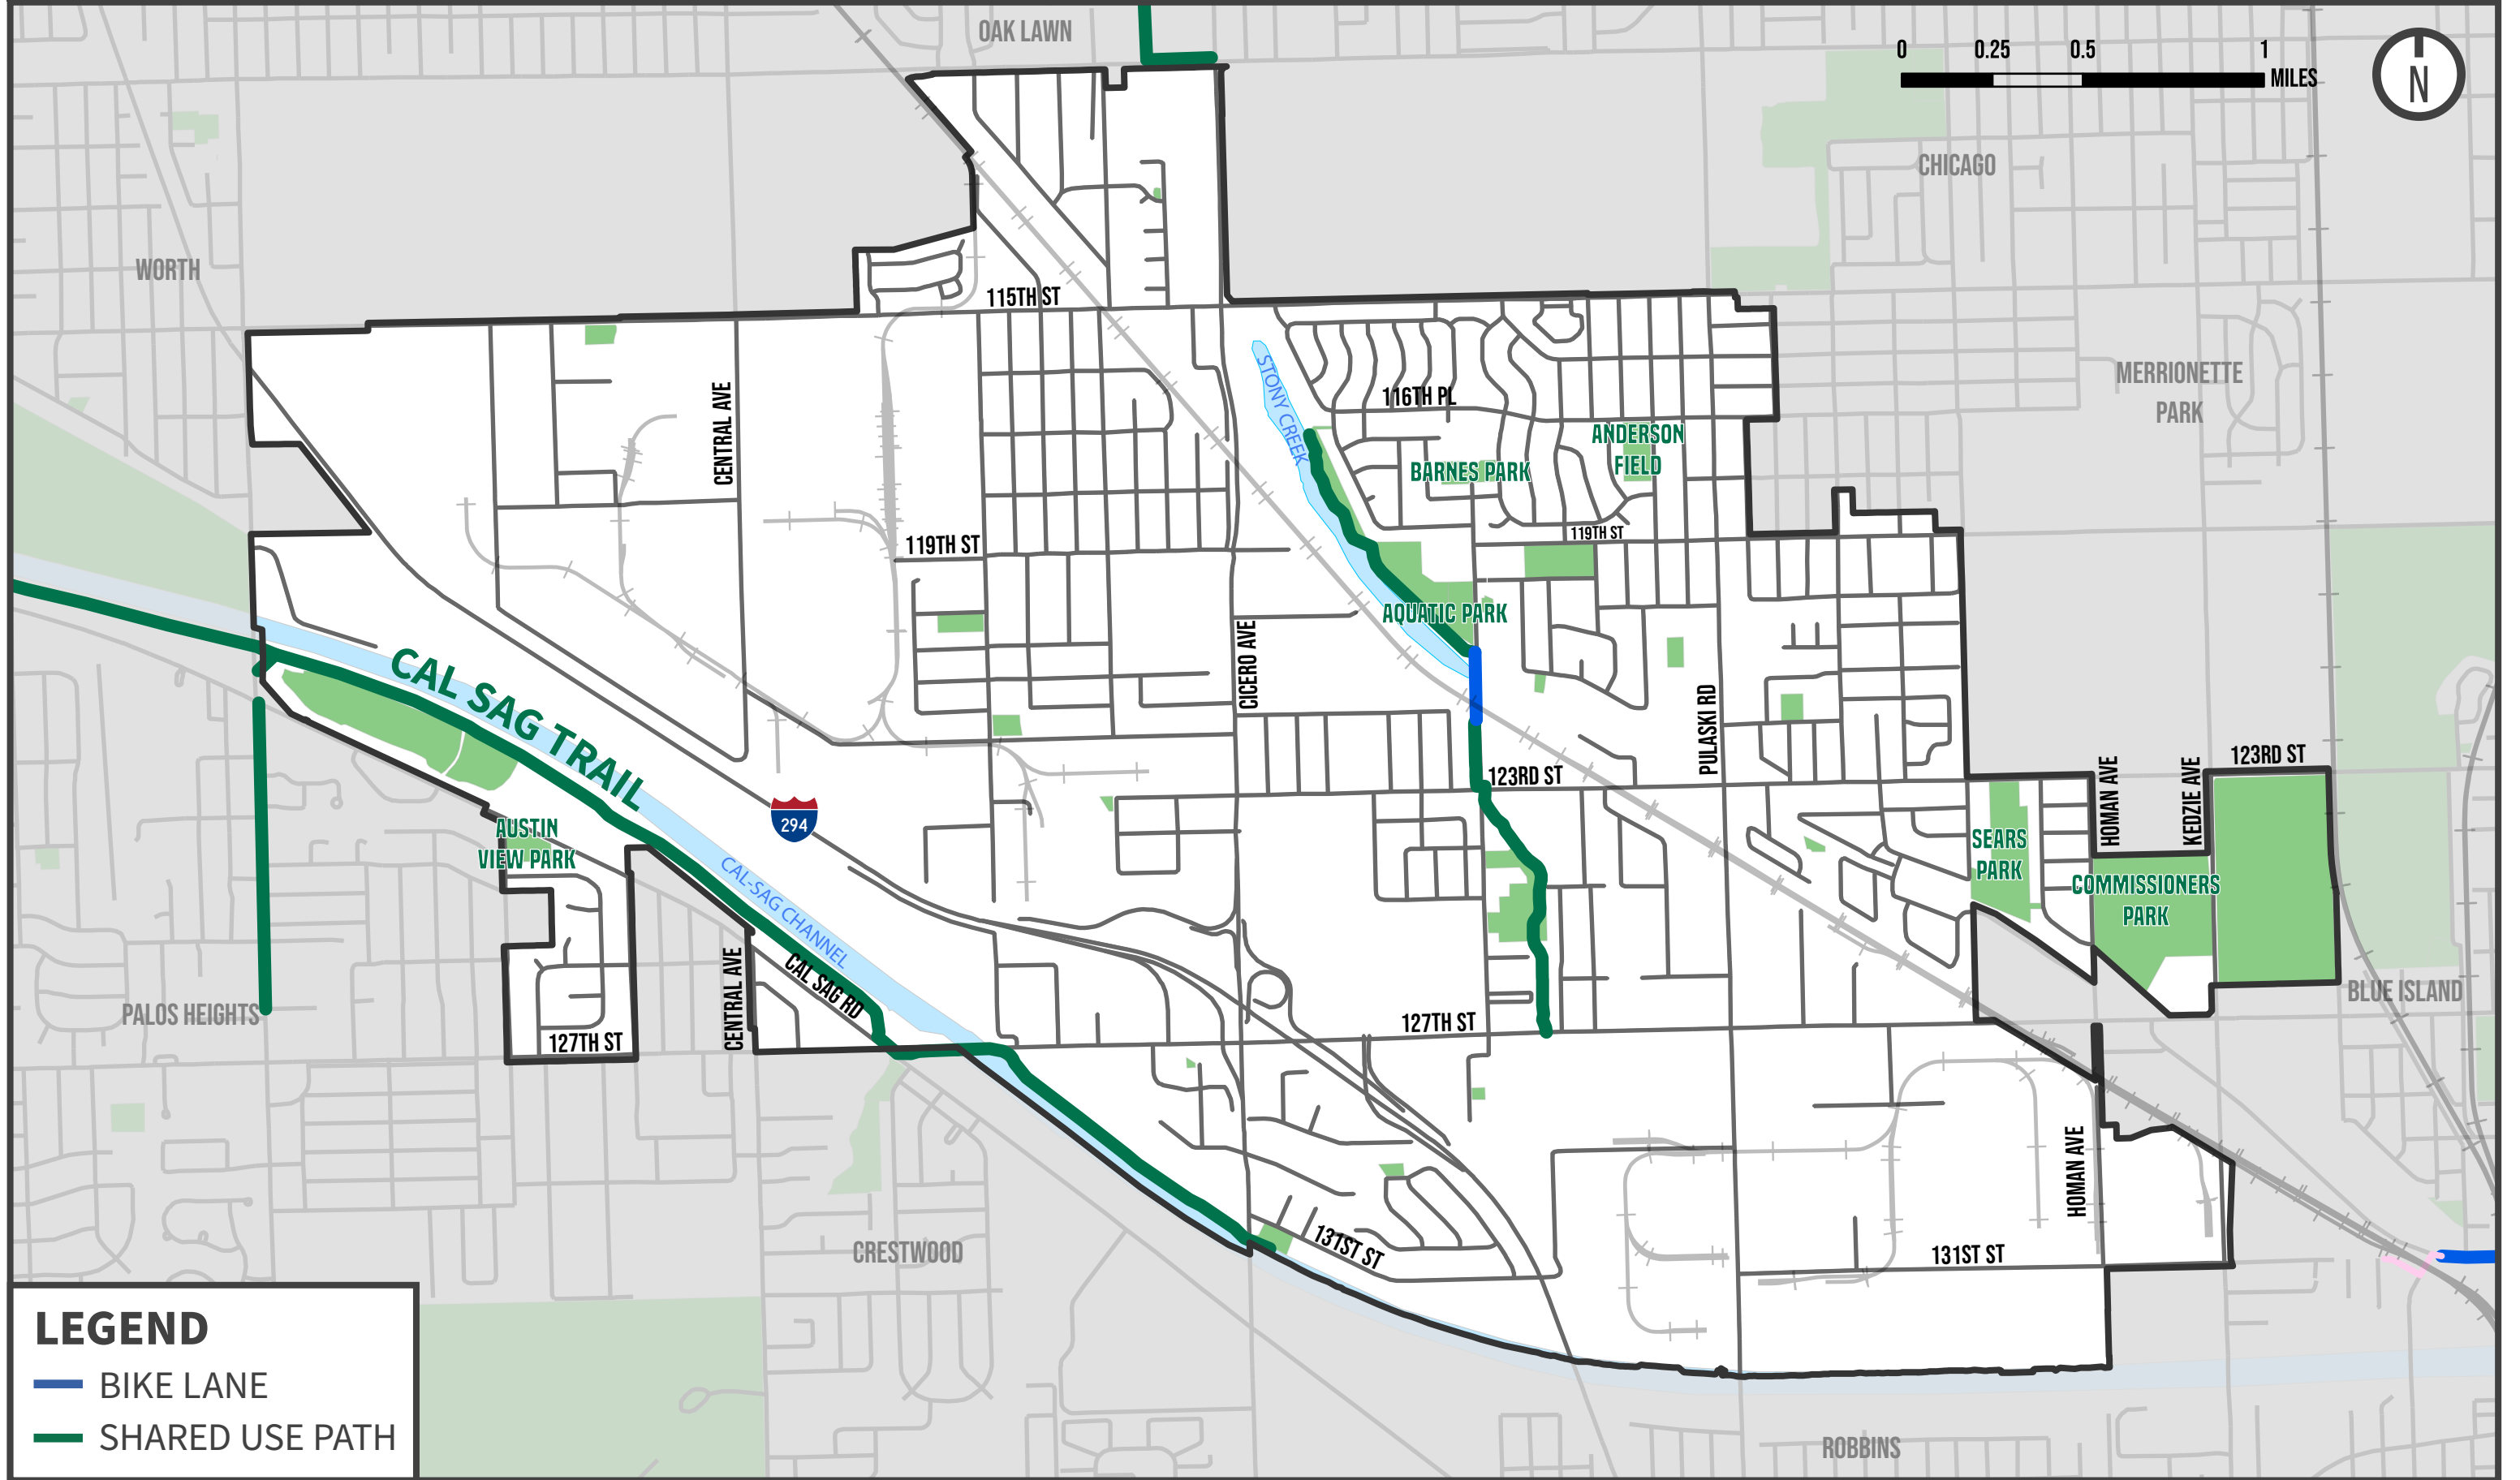 OAK LAWN
0 0.25 0.5 1
MILES
N
CHICAGO
WORTH
115TH ST
STONY CREEK
MERRIONETTE
PARK
CENTRAL AVE
116TH PL
ANDERSON
FIELD
BARNES PARK
119TH ST
119TH ST
AQUATIC PARK
CICERO AVE
CAL SAG TRAIL
PULASKI RD
123RD ST
123RD ST
HOMAN AVE
KEDZIE AVE
294
AUSTIN
VIEW PARK
SEARS
PARK
COMMISSIONERS
PARK
CAL-SAG CHANNEL
CAL SAG RD
CENTRAL AVE
BLUE ISLAND
PALOS HEIGHTS
127TH ST
127TH ST
HOMAN AVE
CRESTWOOD
131ST ST
131ST ST
ROBBINS
LEGEND
BIKE LANE
SHARED USE PATH